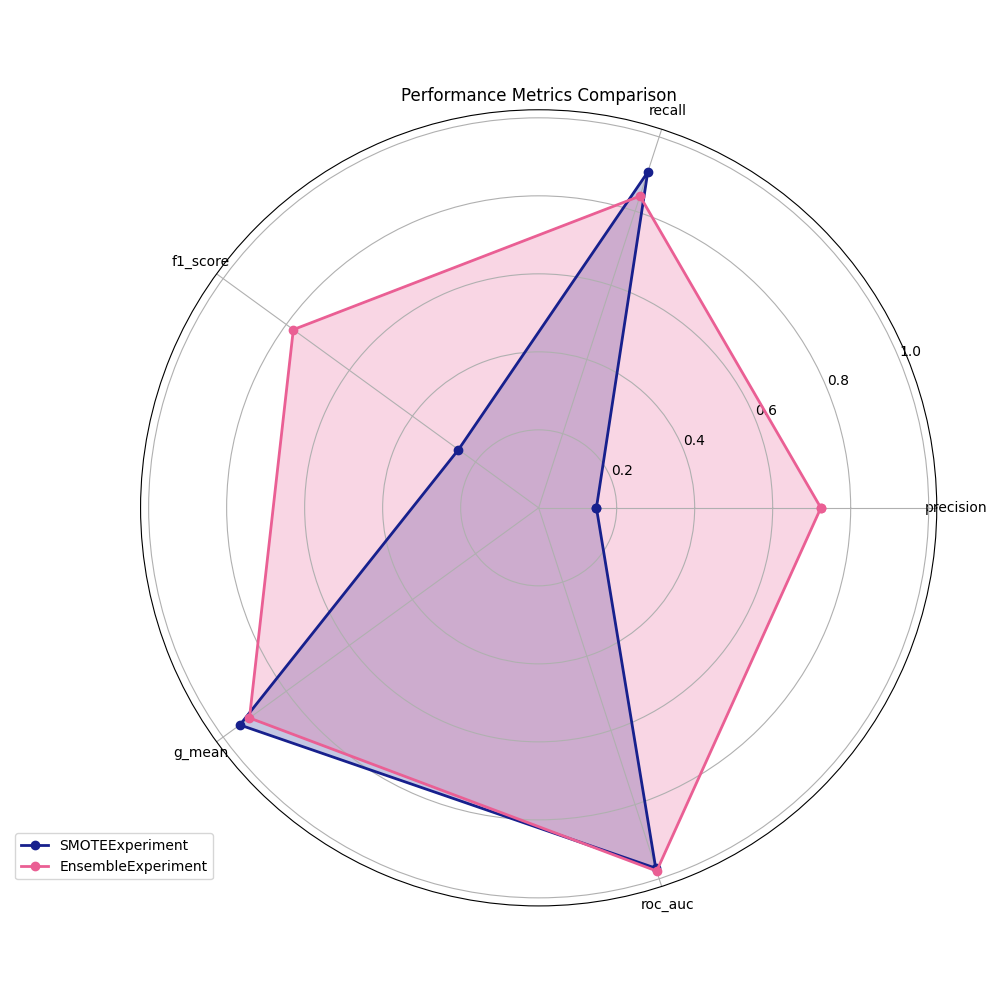 Performance Metrics Comparison
recall
f1_score
1.0
0.8
0.6
0.4
0.2
precision
g_mean
roc_auc
SMOTEExperiment
EnsembleExperiment